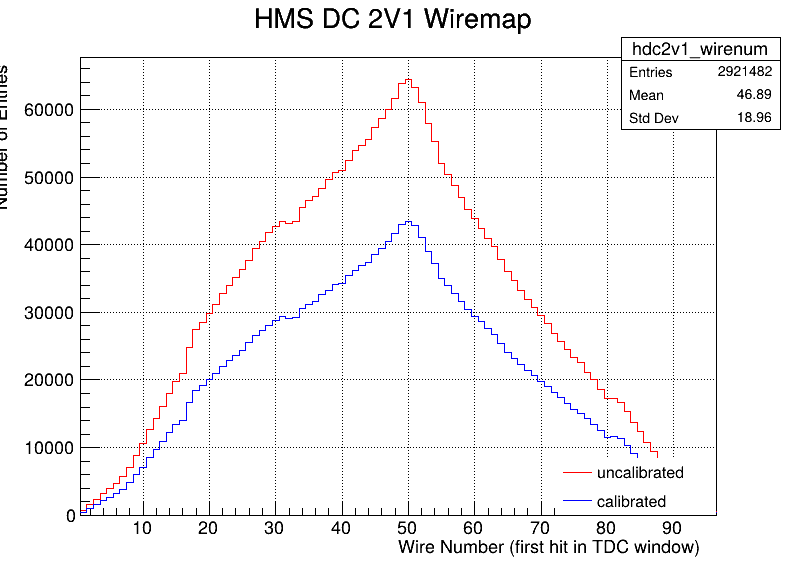 HMS DC 2V1 Wiremap
hdc2v1_wirenum
Entries 2921482
Mean 46.89
Std Dev 18.96
Number of Entries
60000
50000
40000
30000
20000
10000
0
uncalibrated
calibrated
10 20 30 40 50 60 70 80 90
Wire Number (first hit in TDC window)